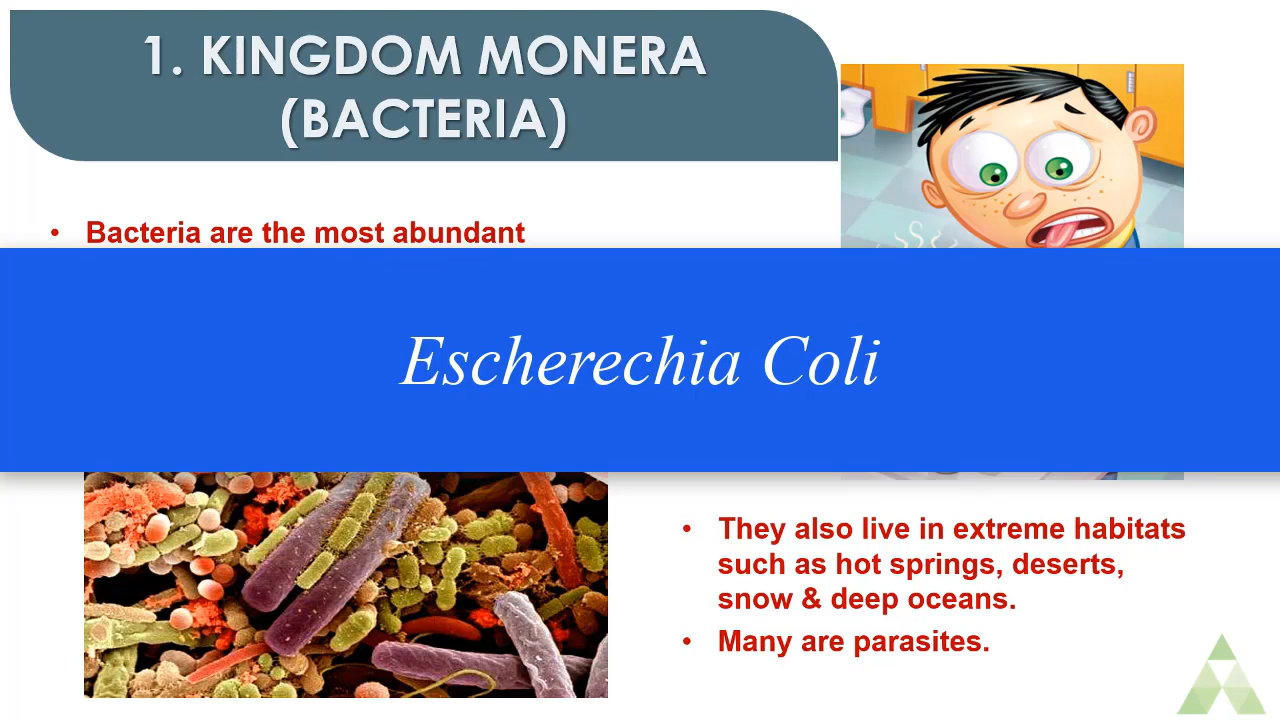 1. KINGDOM MONERA
(BACTERIA)
• Bacteria are the most abundant
Escherechia Coli
• They also live in extreme habitats
such as hot springs, deserts,
snow & deep oceans.
• Many are parasites.